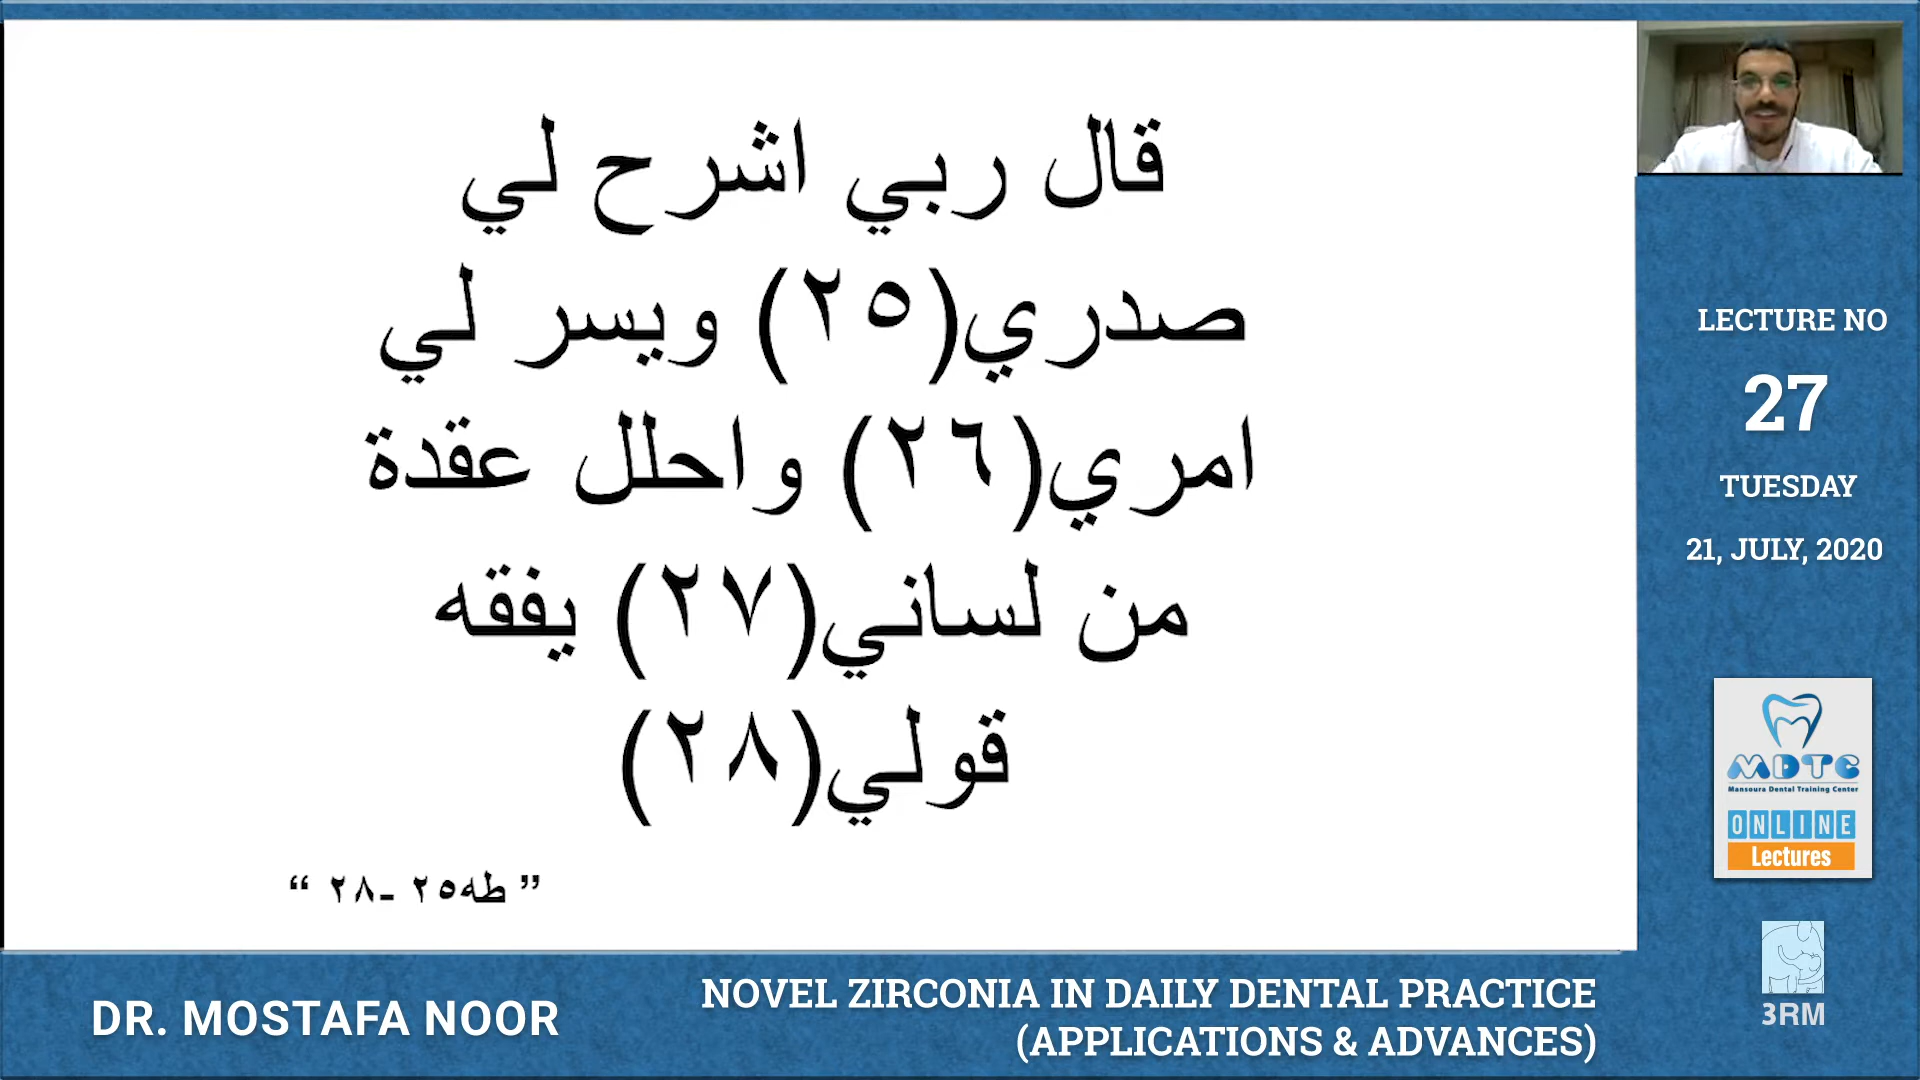 قال ربي اشرح لي
صدري(٢٥) ويسر لي
امري(٢٦) واحلل عقدة
من لساني(٢٧) يفقه
قولي(٢٨)
” طه٢٥ -٢٨ “
LECTURE NO
27
TUESDAY
21, JULY, 2020
MDTC
Mansoura Dental Training Center
ONLINE
Lectures
3RM
DR. MOSTAFA NOOR
NOVEL ZIRCONIA IN DAILY DENTAL PRACTICE
(APPLICATIONS & ADVANCES)